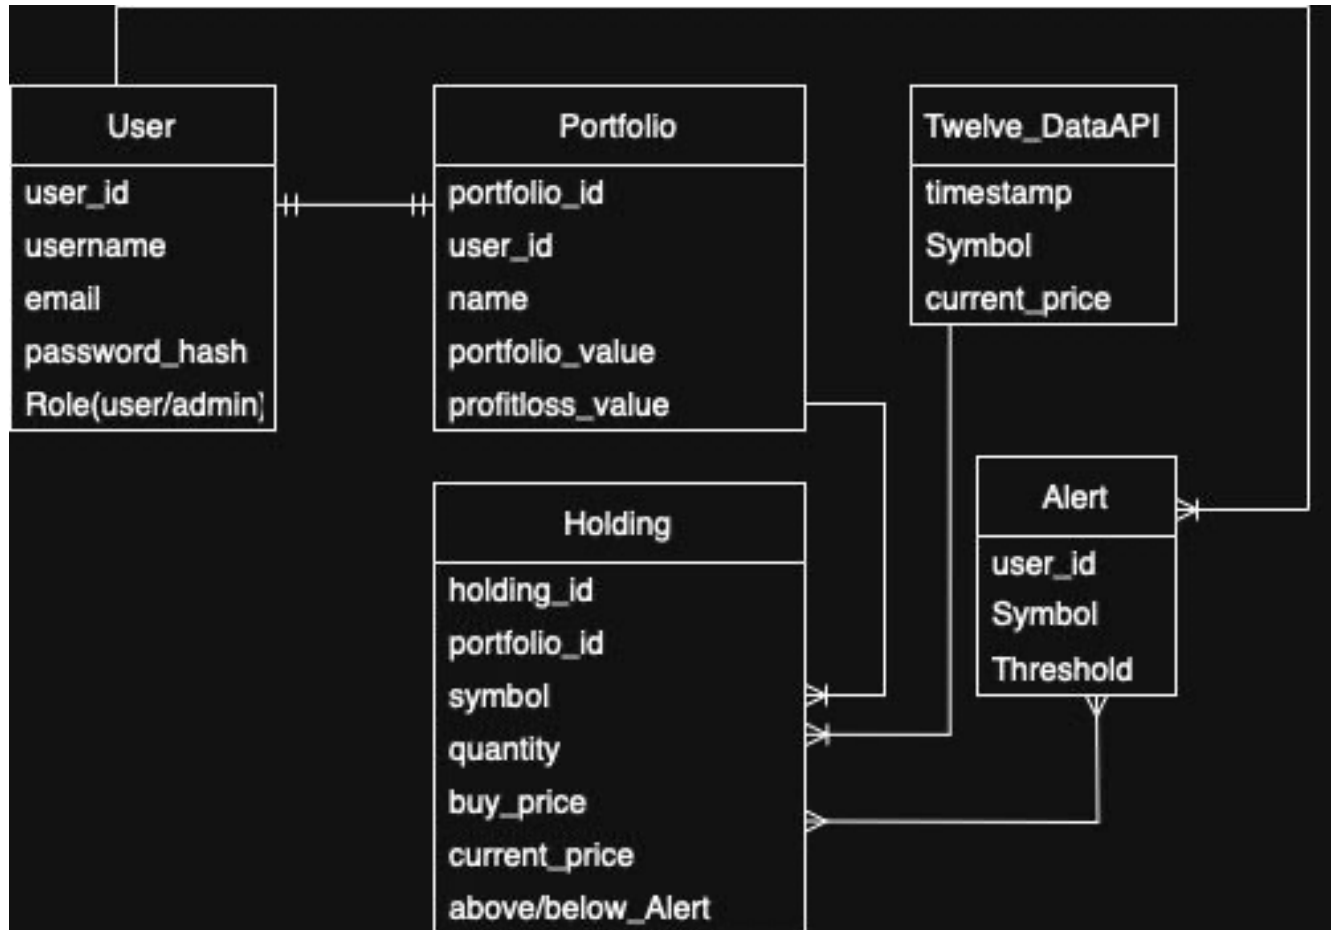 User
user_id
username
email
password_hash
Role(user/admin)
Portfolio
portfolio_id
user_id
name
portfolio_value
profitloss_value
Twelve_DataAPI
timestamp
Symbol
current_price
Holding
holding_id
portfolio_id
symbol
quantity
buy_price
current_price
above/below_Alert
Alert
user_id
Symbol
Threshold